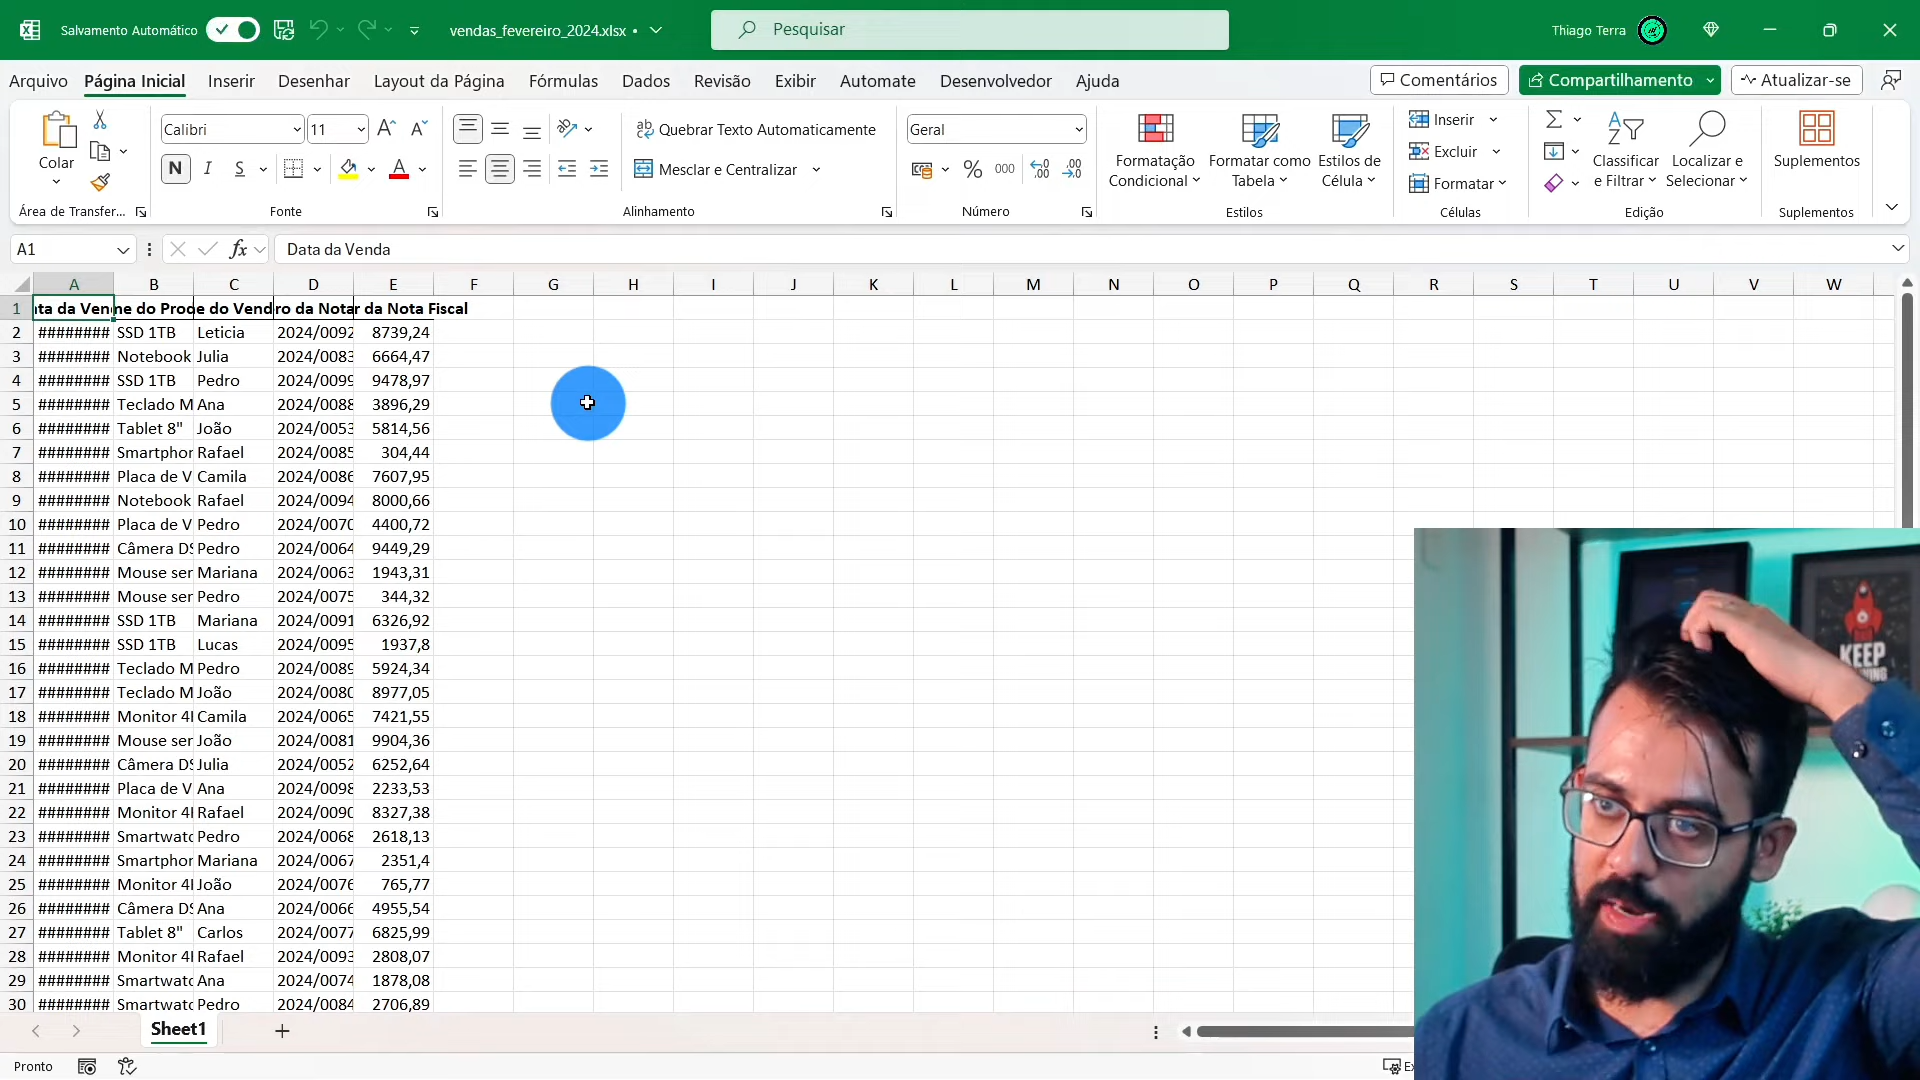 Salvamento Automático
vendas_fevereiro_2024.xlsx •
Pesquisar
Thiago Terra
Arquivo Página Inicial Inserir Desenhar Layout da Página Fórmulas Dados Revisão Exibir Automate Desenvolvedor Ajuda
Comentários Compartilhamento Atualizar-se
Colar
Área de Transfer...
Calibri 11
N I S
Fonte
Quebrar Texto Automaticamente
Mesclar e Centralizar
Alinhamento
Geral
% 000
Número
Formatação Condicional
Formatar como Tabela
Estilos de Célula
Estilos
Inserir
Excluir
Formatar
Células
Classificar e Filtrar
Localizar e Selecionar
Edição
Suplementos
Suplementos
A1 fx Data da Venda
A B C D E F G H I J K L M N O P Q R S T U V W
1 ata da Ven ne do Prod e do Vend ro da Nota r da Nota Fiscal
2 ######## SSD 1TB Leticia 2024/0092 8739,24
3 ######## Notebook Julia 2024/0083 6664,47
4 ######## SSD 1TB Pedro 2024/0099 9478,97
5 ######## Teclado M Ana 2024/0088 3896,29
6 ######## Tablet 8" João 2024/0053 5814,56
7 ######## Smartphor Rafael 2024/0085 304,44
8 ######## Placa de V Camila 2024/0086 7607,95
9 ######## Notebook Rafael 2024/0094 8000,66
10 ######## Placa de V Pedro 2024/0070 4400,72
11 ######## Câmera DS Pedro 2024/0064 9449,29
12 ######## Mouse ser Mariana 2024/0063 1943,31
13 ######## Mouse ser Pedro 2024/0075 344,32
14 ######## SSD 1TB Mariana 2024/0091 6326,92
15 ######## SSD 1TB Lucas 2024/0095 1937,8
16 ######## Teclado M Pedro 2024/0089 5924,34
17 ######## Teclado M João 2024/0080 8977,05
18 ######## Monitor 4I Camila 2024/0065 7421,55
19 ######## Mouse ser João 2024/0081 9904,36
20 ######## Câmera DS Julia 2024/0052 6252,64
21 ######## Placa de V Ana 2024/0098 2233,53
22 ######## Monitor 4I Rafael 2024/0090 8327,38
23 ######## Smartwatc Pedro 2024/0068 2618,13
24 ######## Smartphor Mariana 2024/0067 2351,4
25 ######## Monitor 4I João 2024/0076 765,77
26 ######## Câmera DS Ana 2024/0066 4955,54
27 ######## Tablet 8" Carlos 2024/0077 6825,99
28 ######## Monitor 4I Rafael 2024/0093 2808,07
29 ######## Smartwatc Ana 2024/0074 1878,08
30 ######## Smartwatc Pedro 2024/0084 2706,89
KEEP
Sheet1
Pronto